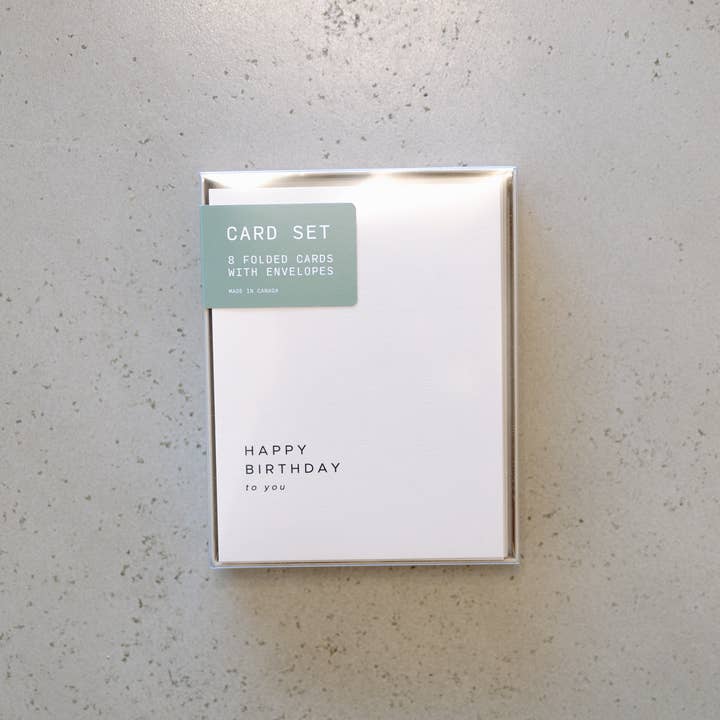 CARD SET
8 FOLDED CARDS
WITH ENVELOPES
MADE IN CANADA
HAPPY
BIRTHDAY
to you